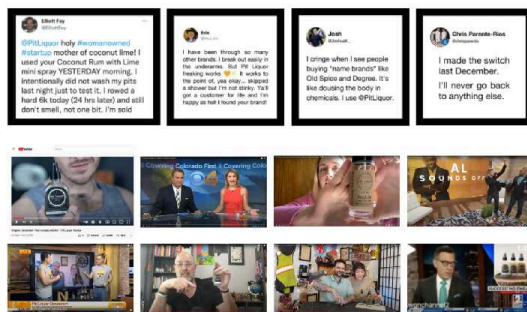 Elliott Fey
@ElliottFey
@PitLiquor holy #womanowned
#startup mother of coconut lime! I
used your Coconut Rum with Lime
mini spray YESTERDAY morning. I
intentionally did not wash my pits
last night just to test it. I rowed a
hard 6k today (24 hrs later) and still
don't smell, not one bit. I'm sold
I have been through so many
other brands. I break out easily in
the underarms. But Pit Liquor
freaking works
It works
to the point of, yea okay... skipped
a shower but I'm not stinky. Ya'll
got a customer for life and I'm
happy as hell I found your brand!
Josh
I cringe when I see people
buying "name brands" like
Old Spice and Degree. It's
like dousing the body in
chemicals. I use @PitLiquor.
Chris Parente-Rios
I made the switch
last December.
I'll never go back
to anything else.
Covering Colorado First
Covering
AL
SOUNDS OFF